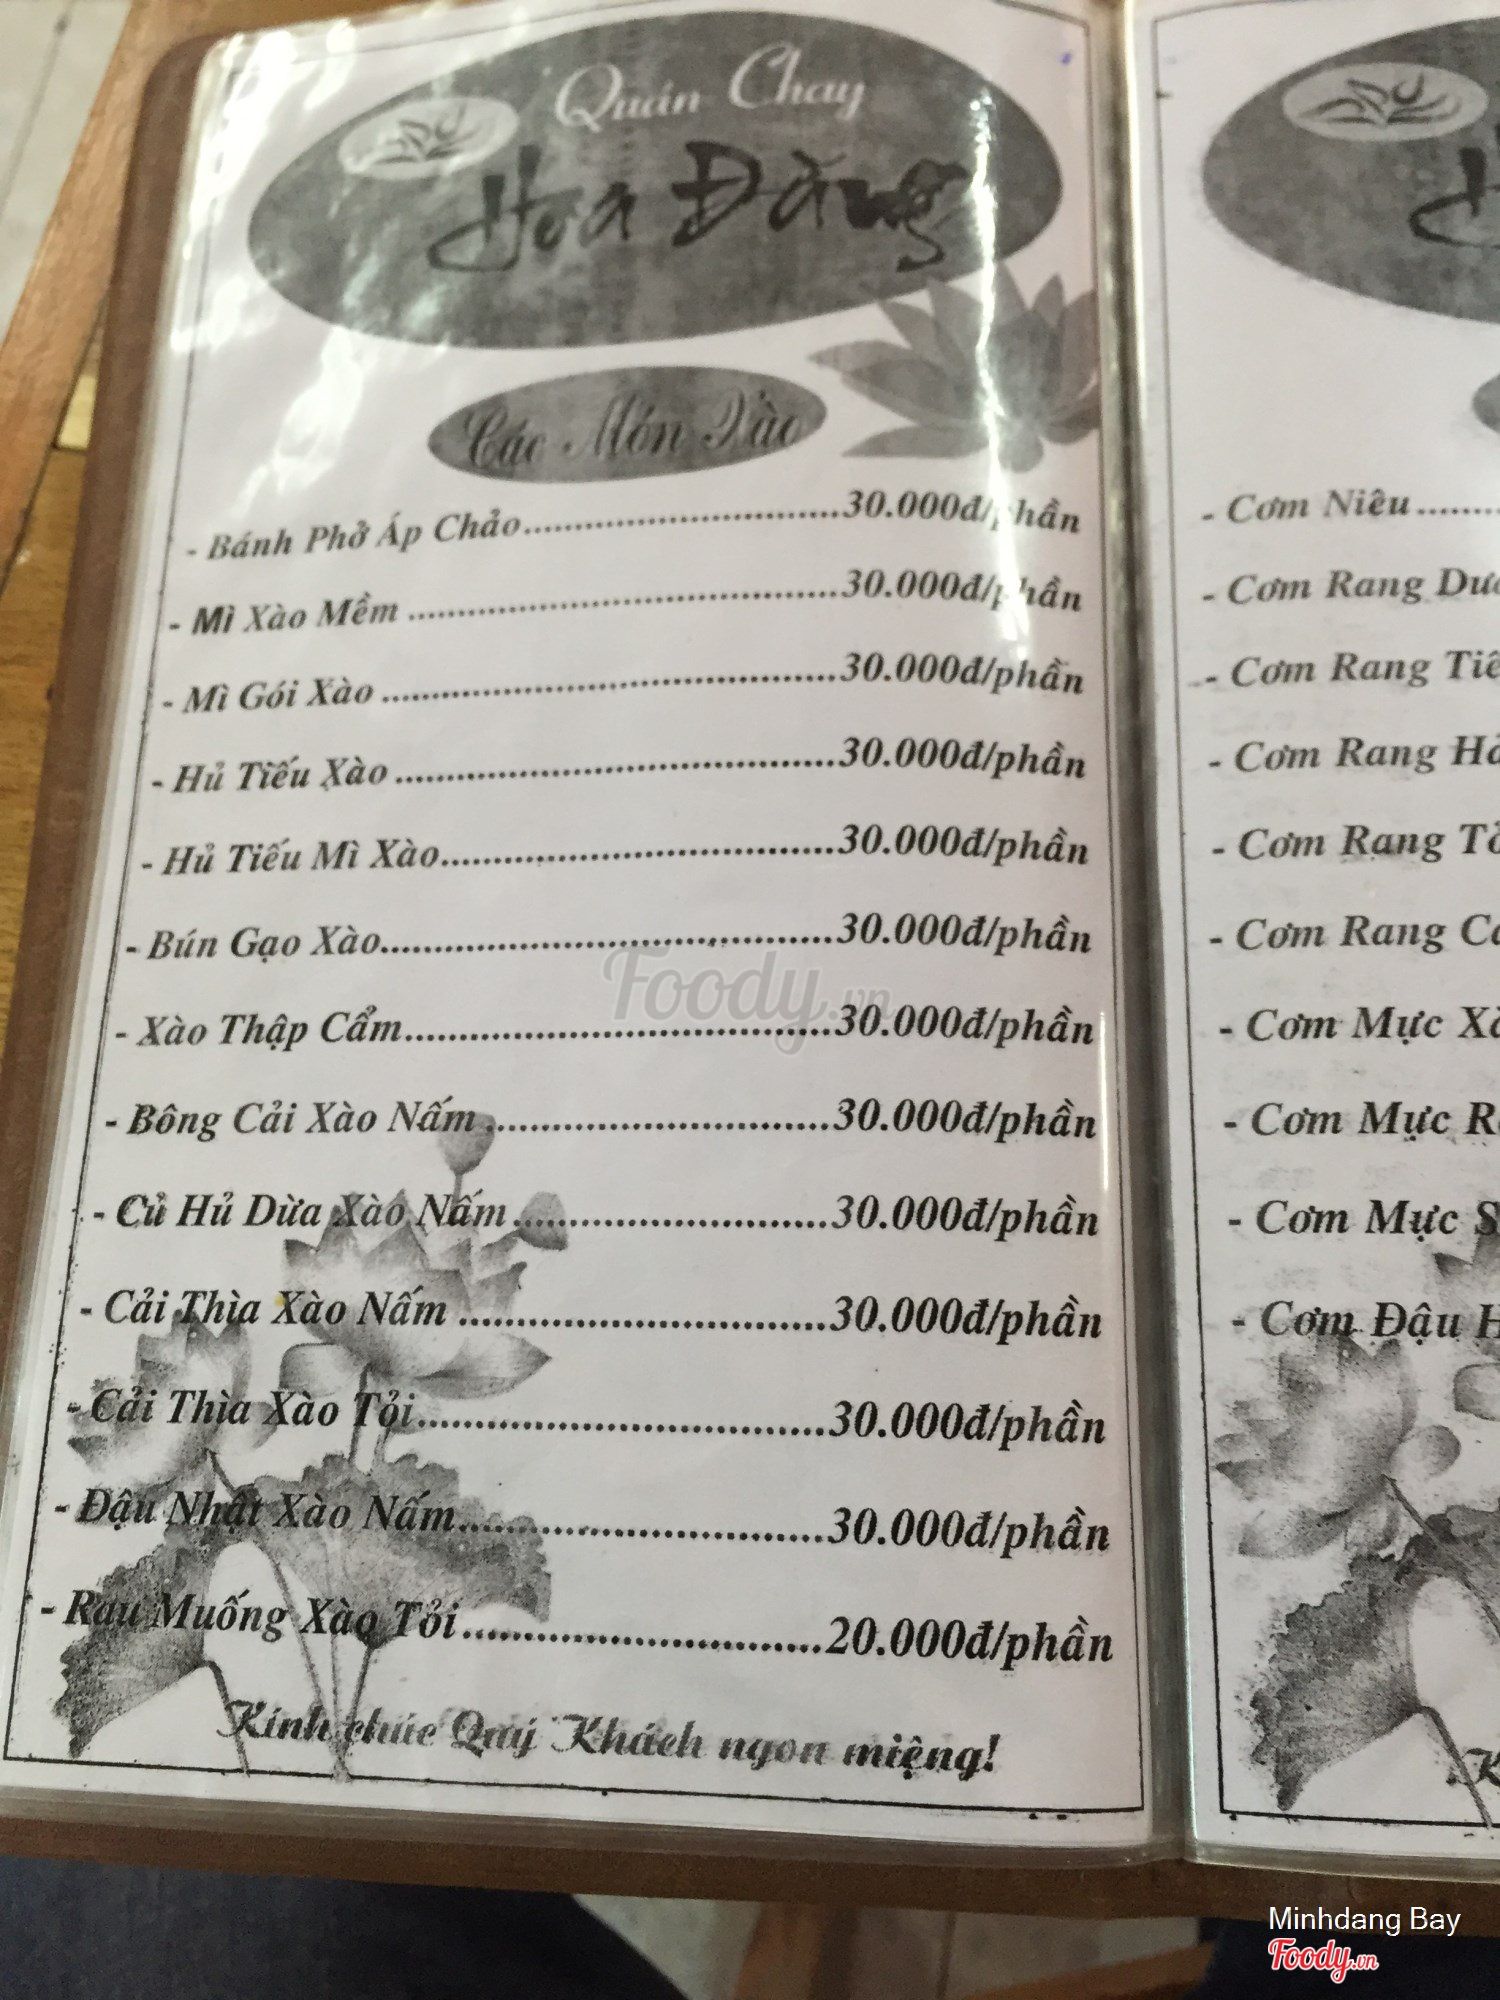 Quán Chay
Hoa Đăng
Các Món Xào
- Bánh Phở Áp Chảo...............................30.000đ/phần
- Mì Xào Mềm ...............................30.000đ/phần
- Mì Gói Xào ...............................30.000đ/phần
- Hủ Tiếu Xào ...............................30.000đ/phần
- Hủ Tiếu Mì Xào...............................30.000đ/phần
- Bún Gạo Xào...............................30.000đ/phần
- Xào Thập Cẩm...............................30.000đ/phần
- Bông Cải Xào Nấm ...............................30.000đ/phần
- Củ Hủ Dừa Xào Nấm...............................30.000đ/phần
- Cải Thìa Xào Nấm ...............................30.000đ/phần
- Cải Thìa Xào Tỏi...............................30.000đ/phần
- Đậu Nhật Xào Nấm...............................30.000đ/phần
- Rau Muống Xào Tỏi...............................20.000đ/phần
Kính chúc Quý Khách ngon miệng!
- Cơm Niêu........
- Cơm Rang
- Cơm Rang
- Cơm Rang
- Cơm Rang
- Cơm Rang
- Cơm Mực
- Cơm Mực
- Cơm Mực
- Cơm Đậu
Foody.vn
Minhdang Bay
Foody.vn